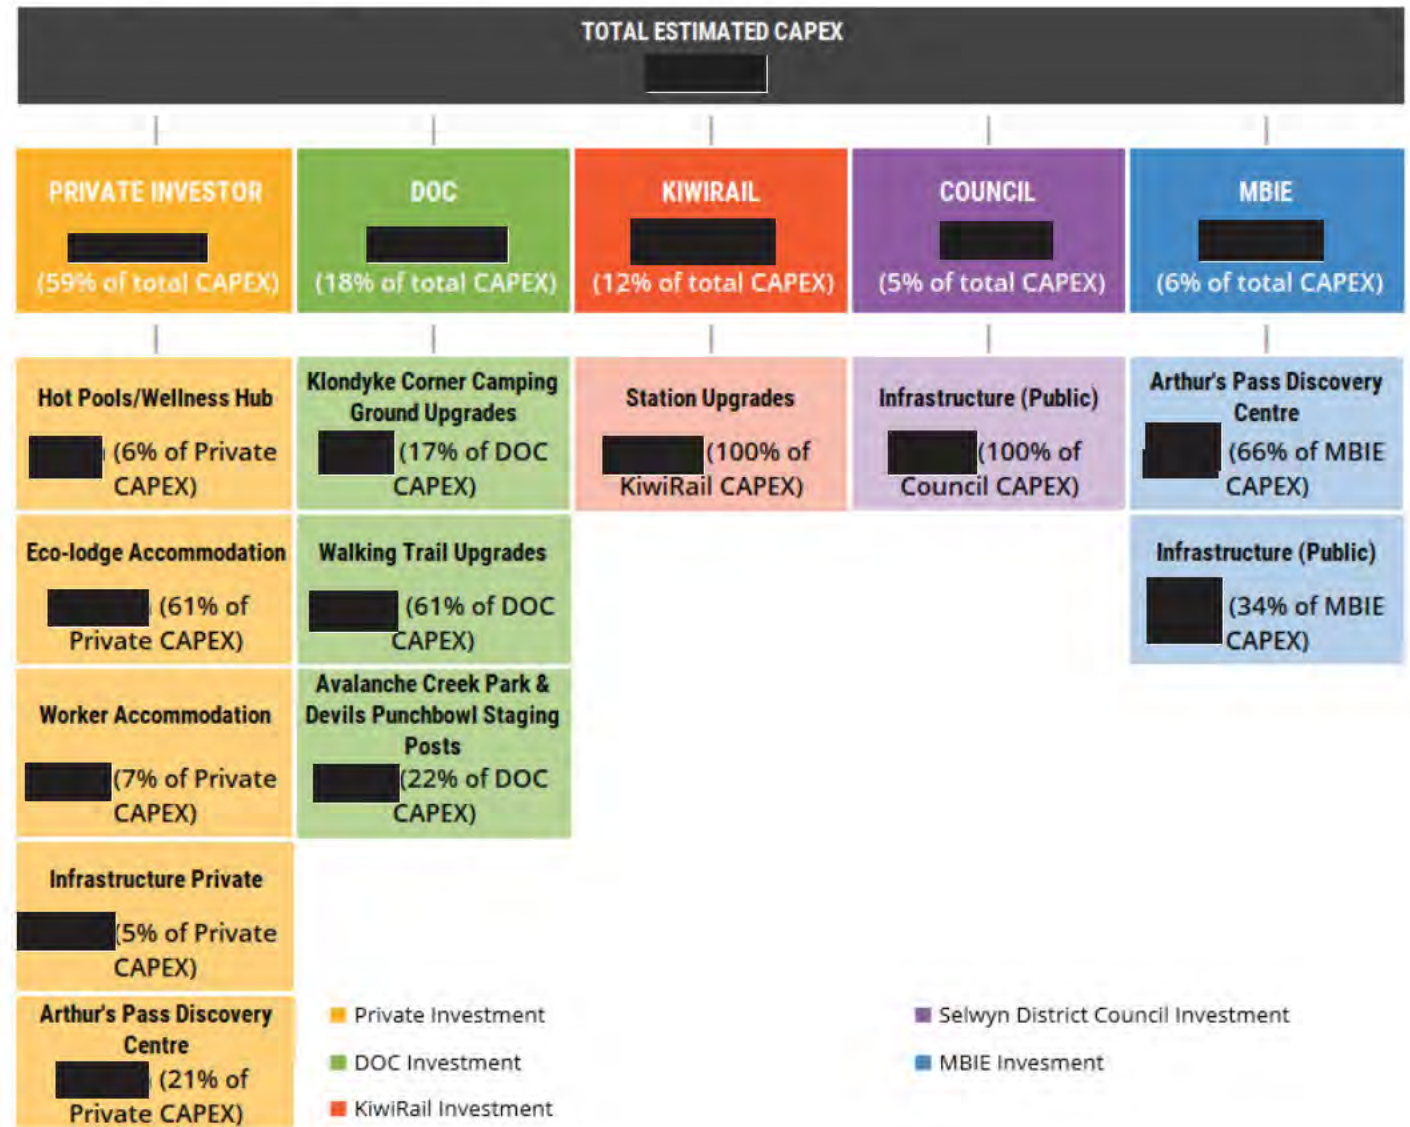 TOTAL ESTIMATED CAPEX
PRIVATE INVESTOR
(59% of total CAPEX)
DOC
(18% of total CAPEX)
KIWIRAIL
(12% of total CAPEX)
COUNCIL
(5% of total CAPEX)
MBIE
(6% of total CAPEX)
Hot Pools/Wellness Hub
(6% of Private
CAPEX)
Eco-lodge Accommodation
(61% of
Private CAPEX)
Worker Accommodation
(7% of Private
CAPEX)
Infrastructure Private
(5% of Private
CAPEX)
Arthur's Pass Discovery
Centre
(21% of
Private CAPEX)
Klondyke Corner Camping
Ground Upgrades
(17% of DOC
CAPEX)
Walking Trail Upgrades
(61% of DOC
CAPEX)
Avalanche Creek Park &
Devils Punchbowl Staging
Posts
(22% of DOC
CAPEX)
Station Upgrades
(100% of
KiwiRail CAPEX)
Infrastructure (Public)
(100% of
Council CAPEX)
Arthur's Pass Discovery
Centre
(66% of MBIE
CAPEX)
Infrastructure (Public)
(34% of MBIE
CAPEX)
Private Investment
DOC Investment
KiwiRail Investment
Selwyn District Council Investment
MBIE Invesment